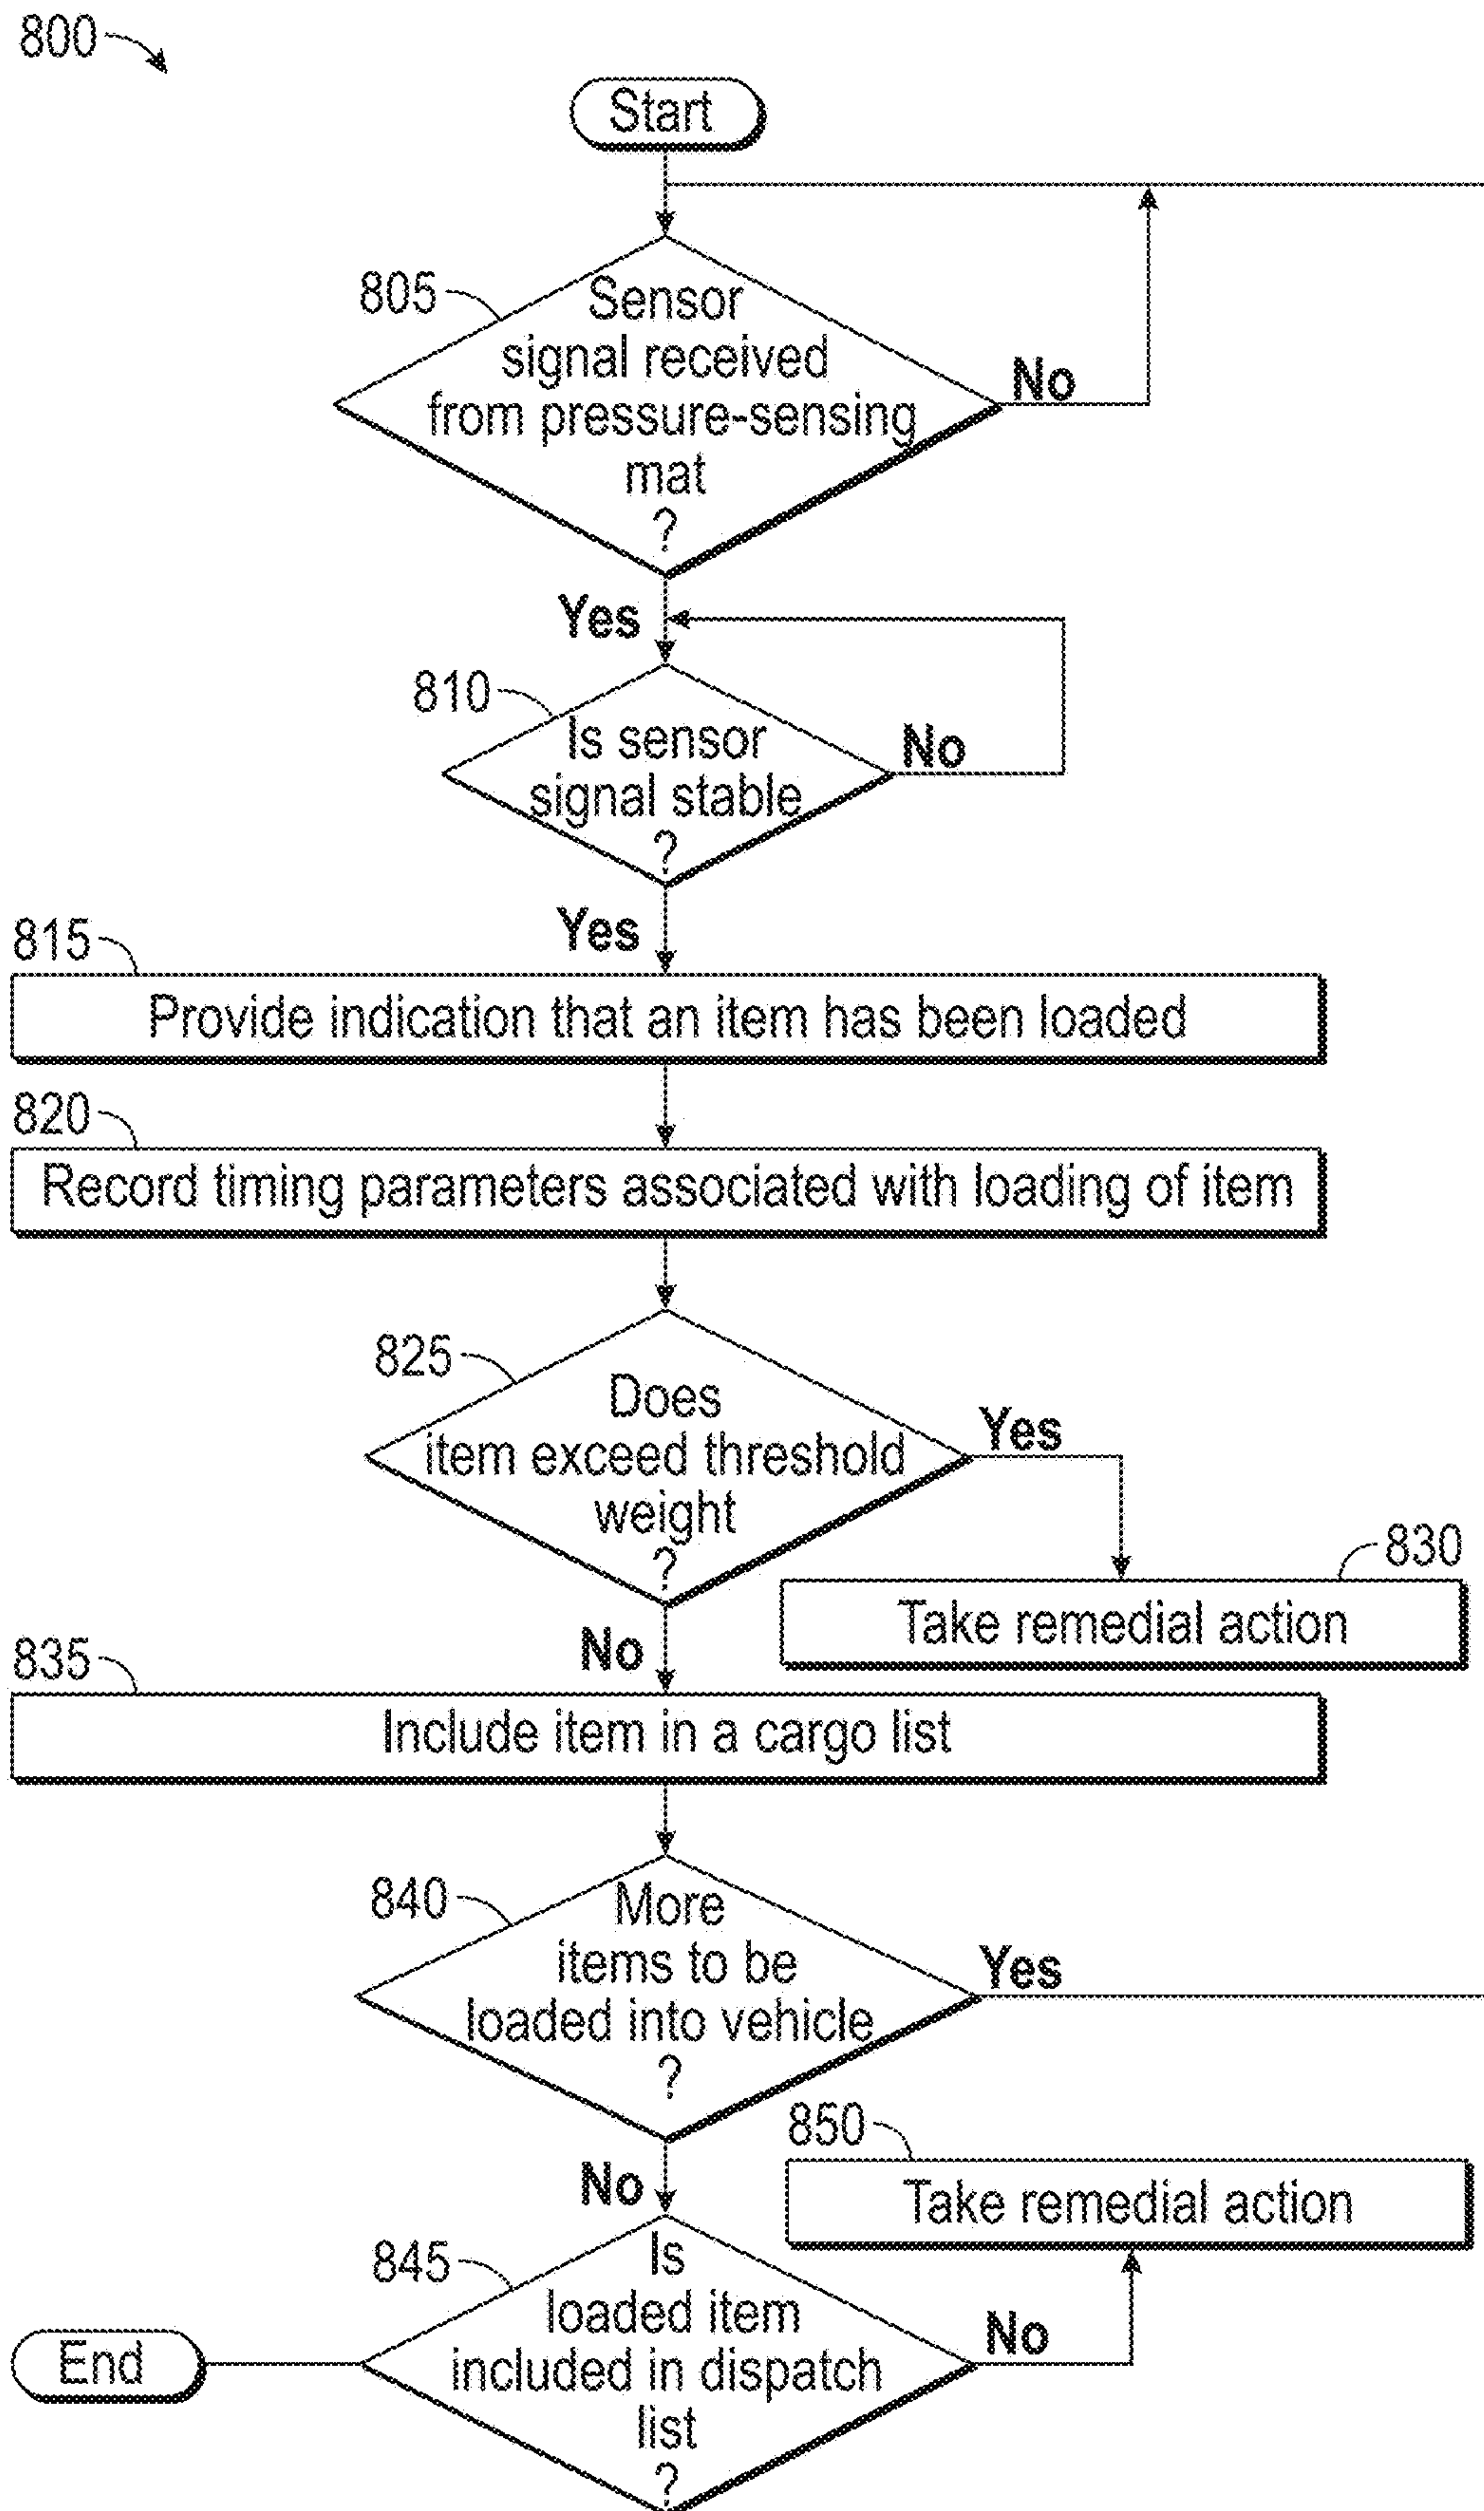 800
Start
805
Sensor
signal received
from pressure-sensing
mat
?
No
Yes
810
Is sensor
signal stable
?
No
Yes
815
Provide indication that an item has been loaded
820
Record timing parameters associated with loading of item
825
Does
item exceed threshold
weight
?
Yes
830
Take remedial action
No
835
Include item in a cargo list
840
More
items to be
loaded into vehicle
?
Yes
No
850
Take remedial action
845
Is
loaded item
included in dispatch
list
?
No
End